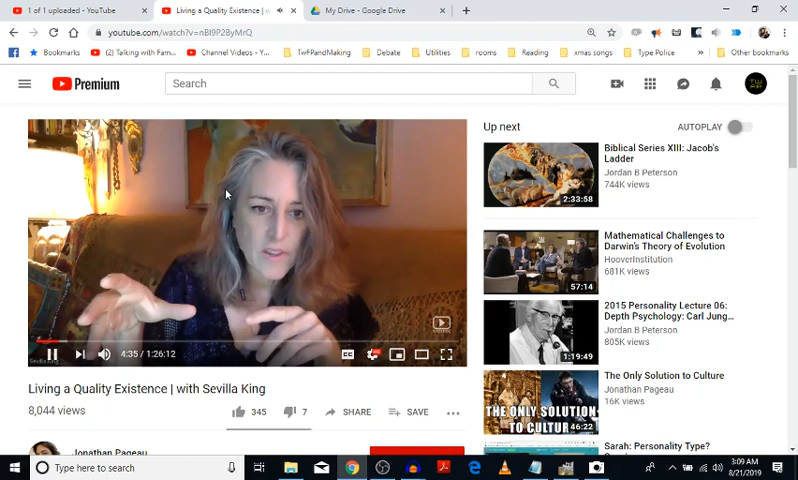 1 of 1 uploaded - YouTube
Living a Quality Existence | w
My Drive - Google Drive
youtube.com/watch?v=nBl9P2ByMrQ
Bookmarks
(2) Talking with Fam...
Channel Videos - Y...
TwFPandMaking
Debate
Utilities
rooms
Reading
xmas songs
Type Police
»
Other bookmarks
Premium
Search
Up next
AUTOPLAY
Biblical Series XIII: Jacob's
Ladder
Jordan B Peterson
744K views
2:33:58
Mathematical Challenges to
Darwin's Theory of Evolution
HooverInstitution
681K views
57:14
2015 Personality Lecture 06:
Depth Psychology: Carl Jung...
Jordan B Peterson
805K views
1:19:49
The Only Solution to Culture
Jonathan Pageau
16K views
THE ONLY SOLUTION
TO CULTUR
46:22
Sarah: Personality Type?
4:35 / 1:26:12
CC
Living a Quality Existence | with Sevilla King
8,044 views
345
7
SHARE
SAVE
Jonathan Pageau
Type here to search
3:09 AM
8/21/2019